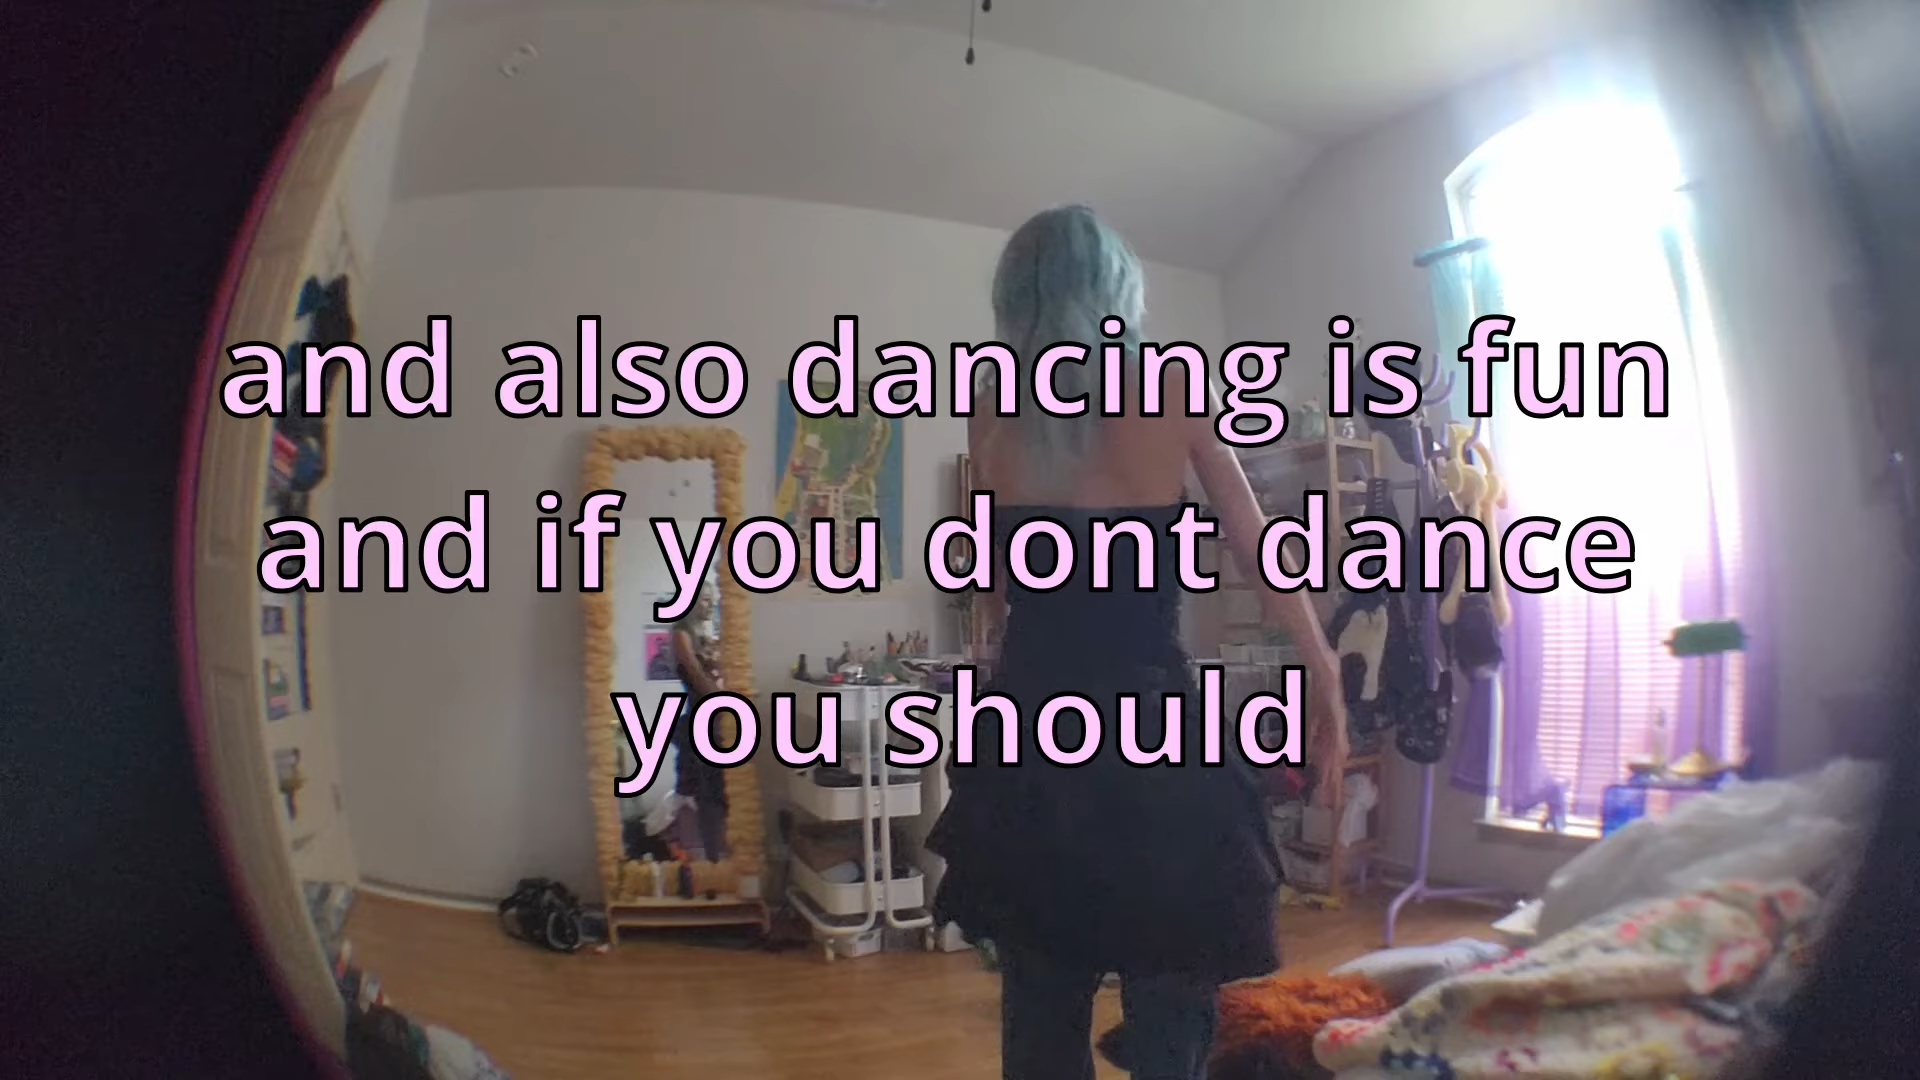 and also dancing is fun
and if you dont dance
you should